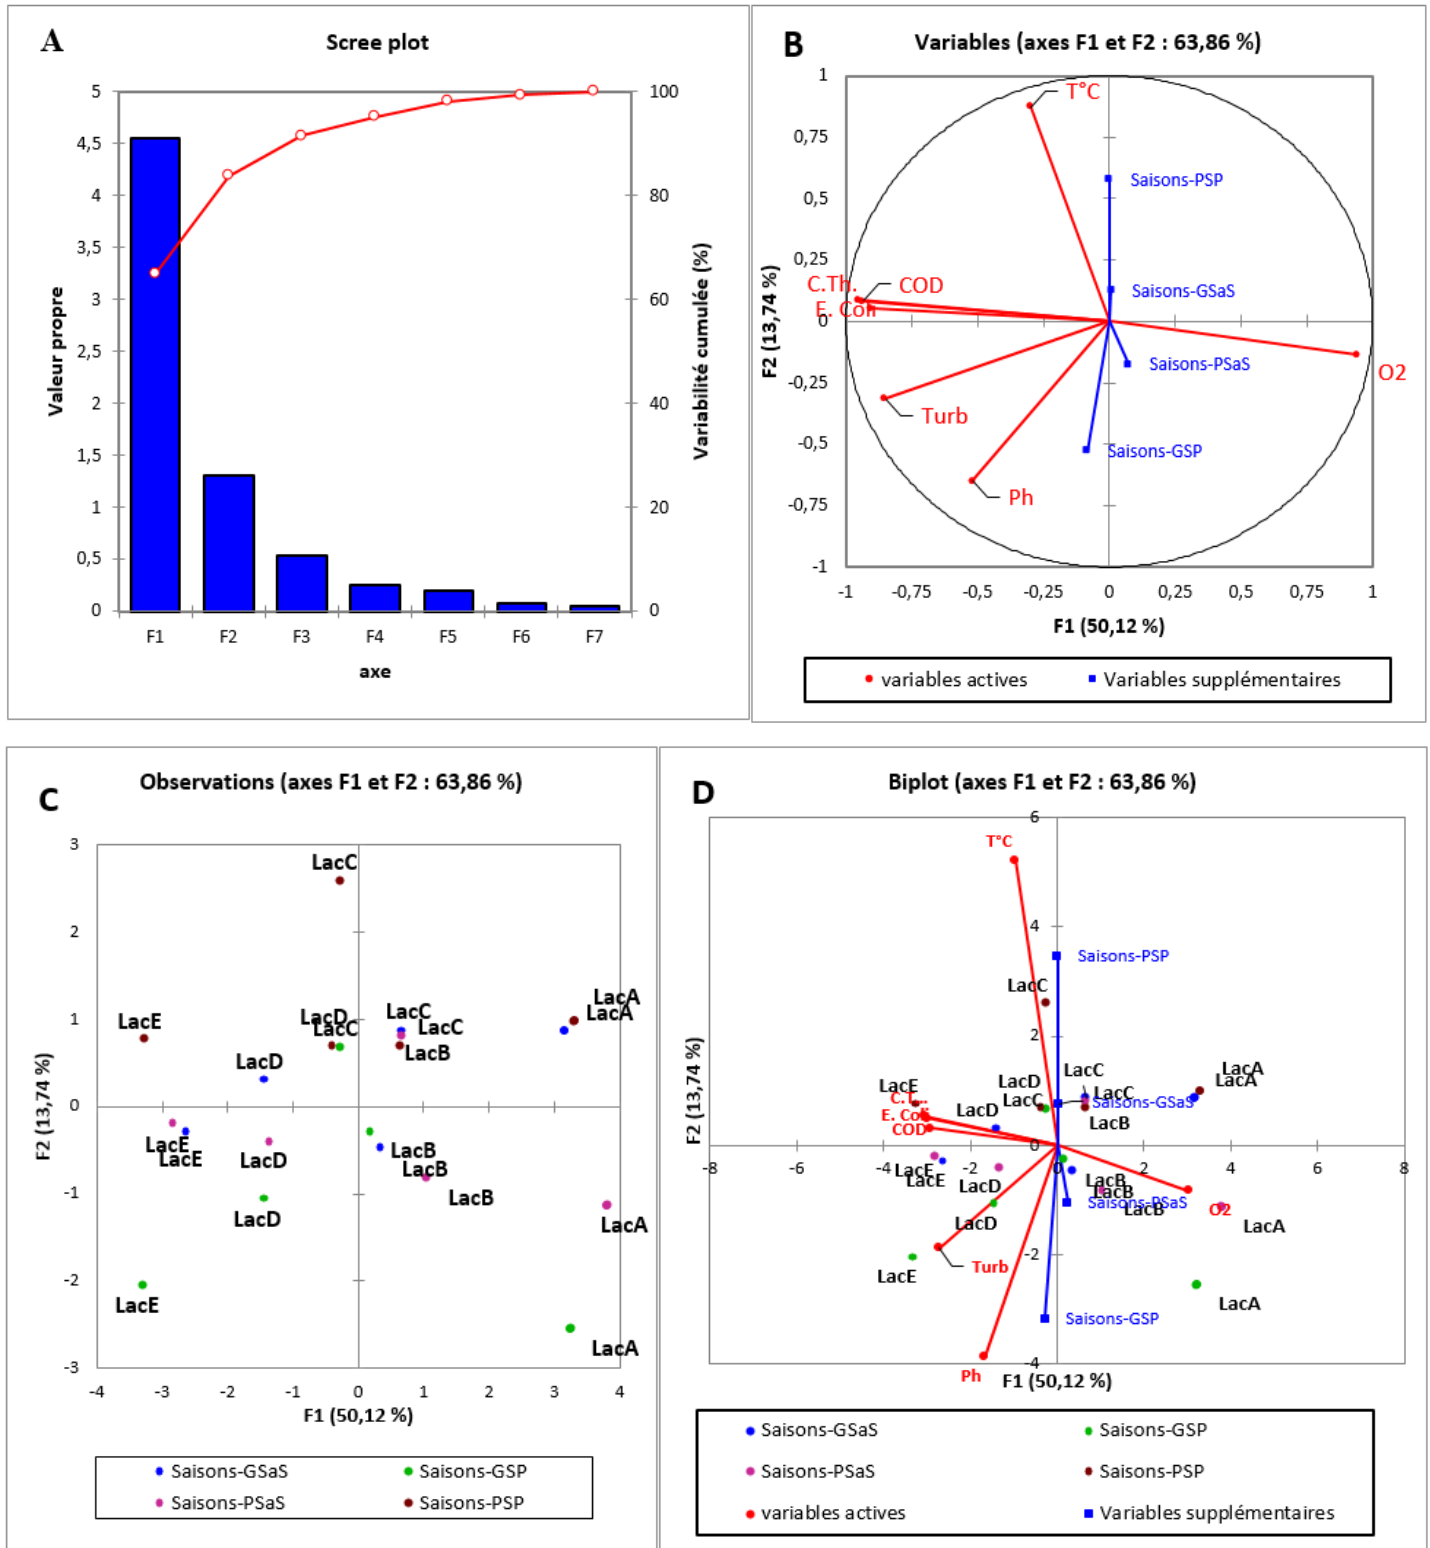 A
Scree plot
5
4,5
4
3,5
3
2,5
2
1,5
1
0,5
0
100
80
60
40
20
0
Valeur propre
Variabilité cumulée (%)
F1 F2 F3 F4 F5 F6 F7
axe
B
Variables (axes F1 et F2 : 63,86 %)
1
0,75
0,5
0,25
0
-0,25
-0,5
-0,75
-1
F2 (13,74 %)
T°C
Saisons-PSP
C.Th.
COD
Saisons-GSaS
E. Coli
Saisons-PSaS
O2
Turb
Saisons-GSP
Ph
-1 -0,75 -0,5 -0,25 0 0,25 0,5 0,75 1
F1 (50,12 %)
variables actives
Variables supplémentaires
C
Observations (axes F1 et F2 : 63,86 %)
3
2
1
0
-1
-2
-3
F2 (13,74 %)
LacC
LacA
LacC
LacA
LacD
LacE
LacC
LacC
LacB
LacD
LacE
LacB
LacE
LacD
LacB
LacB
LacD
LacA
LacE
LacA
-4 -3 -2 -1 0 1 2 3 4
F1 (50,12 %)
Saisons-GSaS
Saisons-GSP
Saisons-PSaS
Saisons-PSP
D
Biplot (axes F1 et F2 : 63,86 %)
6
4
2
0
-2
-4
F2 (13,74 %)
T°C
Saisons-PSP
LacC
LacC
LacA
LacA
LacD
LacE
LacC
C.T...
LacC
Saisons-GSaS
LacD
E. Coli
LacB
COD
-8 -6 -4 -2 0 2 4 6 8
LacE
LacE
LacD
LacB
LacB
Saisons-PSaS
LacB
O2
LacD
LacA
Turb
LacE
LacA
Saisons-GSP
Ph
F1 (50,12 %)
Saisons-GSaS
Saisons-GSP
Saisons-PSaS
Saisons-PSP
variables actives
Variables supplémentaires